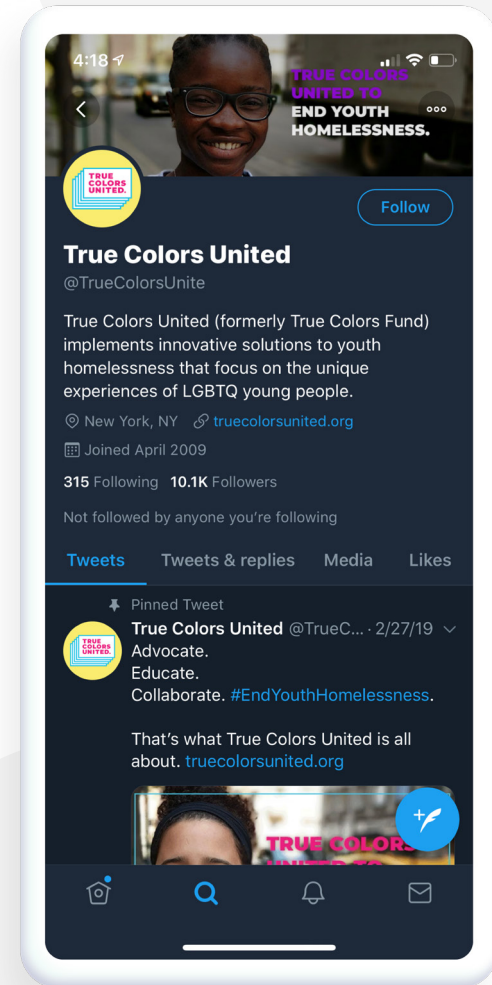 4:18
TRUE COLORS
UNITED TO
END YOUTH
HOMELESSNESS.
TRUE
COLORS
UNITED.
Follow
True Colors United
@TrueColorsUnite
True Colors United (formerly True Colors Fund)
implements innovative solutions to youth
homelessness that focus on the unique
experiences of LGBTQ young people.
New York, NY truecolorsunited.org
Joined April 2009
315 Following 10.1K Followers
Not followed by anyone you’re following
Tweets Tweets & replies Media Likes
Pinned Tweet
True Colors United @TrueC... · 2/27/19
TRUE
COLORS
UNITED.
Advocate.
Educate.
Collaborate. #EndYouthHomelessness.
That’s what True Colors United is all
about. truecolorsunited.org
TRUE COLORS
UNITED TO